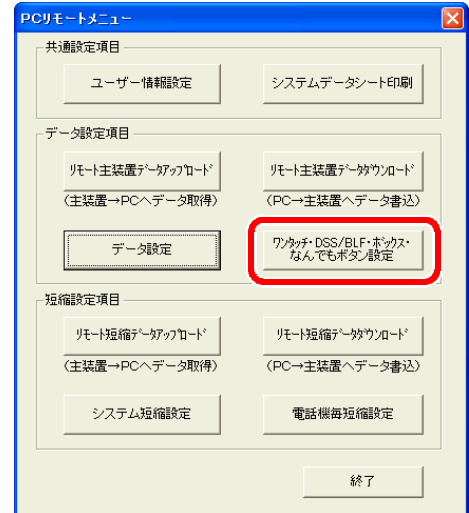 PCリモートメニュー
共通設定項目
ユーザー情報設定
システムデータシート印刷
データ設定項目
ﾘﾓｰﾄ主装置ﾃﾞｰﾀｱｯﾌﾟﾛｰﾄﾞ
ﾘﾓｰﾄ主装置ﾃﾞｰﾀﾀﾞｳﾝﾛｰﾄﾞ
(主装置→PCへデータ取得)
(PC→主装置へデータ書込)
データ設定
ﾜﾝﾀｯﾁ・DSS/BLF・ﾎﾞｯｸｽ・
なんでもボタン設定
短縮設定項目
ﾘﾓｰﾄ短縮ﾃﾞｰﾀｱｯﾌﾟﾛｰﾄﾞ
ﾘﾓｰﾄ短縮ﾃﾞｰﾀﾀﾞｳﾝﾛｰﾄﾞ
(主装置→PCへデータ取得)
(PC→主装置へデータ書込)
システム短縮設定
電話機毎短縮設定
終了